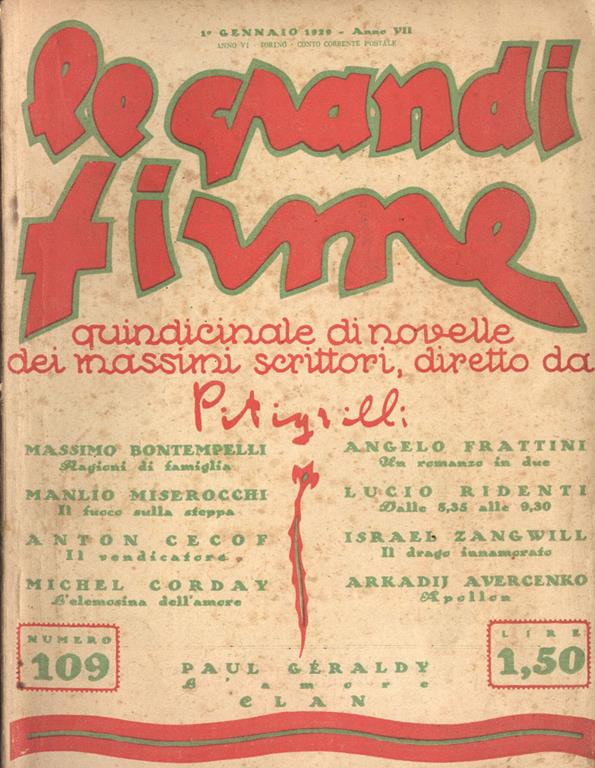 1º GENNAIO 1929 - Anno VII
ANNO VI - TORINO - CONTO CORRENTE POSTALE
le grandi
firme
quindicinale di novelle
dei massimi scrittori, diretto da
Pitigrilli
MASSIMO BONTEMPELLI
Ragioni di famiglia
MANLIO MISEROCCHI
Il fuoco sulla steppa
ANTON CECOF
Il vendicatore
MICHEL CORDAY
L'elemosina dell'amore
ANGELO FRATTINI
Un romanzo in due
LUCIO RIDENTI
Dalle 5,35 alle 9,30
ISRAEL ZANGWILL
Il drago innamorato
ARKADIJ AVERCENKO
Apollon
NUMERO
109
PAUL GÉRALDY
L'amore
CLAN
LIRE
1,50